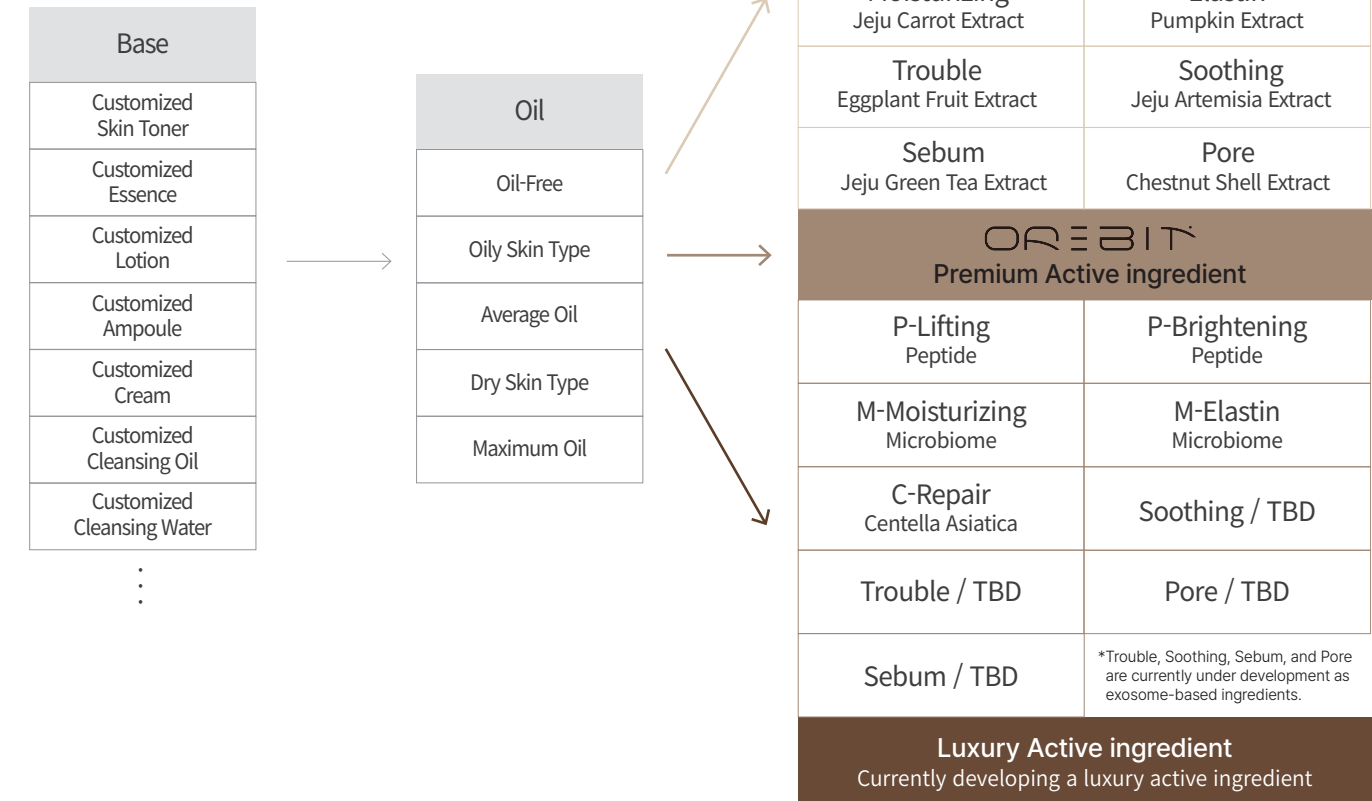 Base
Customized
Skin Toner
Customized
Essence
Customized
Lotion
Customized
Ampoule
Customized
Cream
Customized
Cleansing Oil
Customized
Cleansing Water
Oil
Oil-Free
Oily Skin Type
Average Oil
Dry Skin Type
Maximum Oil
Moisturizing
Jeju Carrot Extract
Elastin
Pumpkin Extract
Trouble
Eggplant Fruit Extract
Soothing
Jeju Artemisia Extract
Sebum
Jeju Green Tea Extract
Pore
Chestnut Shell Extract
OREBIT
Premium Active ingredient
P-Lifting
Peptide
P-Brightening
Peptide
M-Moisturizing
Microbiome
M-Elastin
Microbiome
C-Repair
Centella Asiatica
Soothing / TBD
Trouble / TBD
Pore / TBD
Sebum / TBD
*Trouble, Soothing, Sebum, and Pore
are currently under development as
exosome-based ingredients.
Luxury Active ingredient
Currently developing a luxury active ingredient